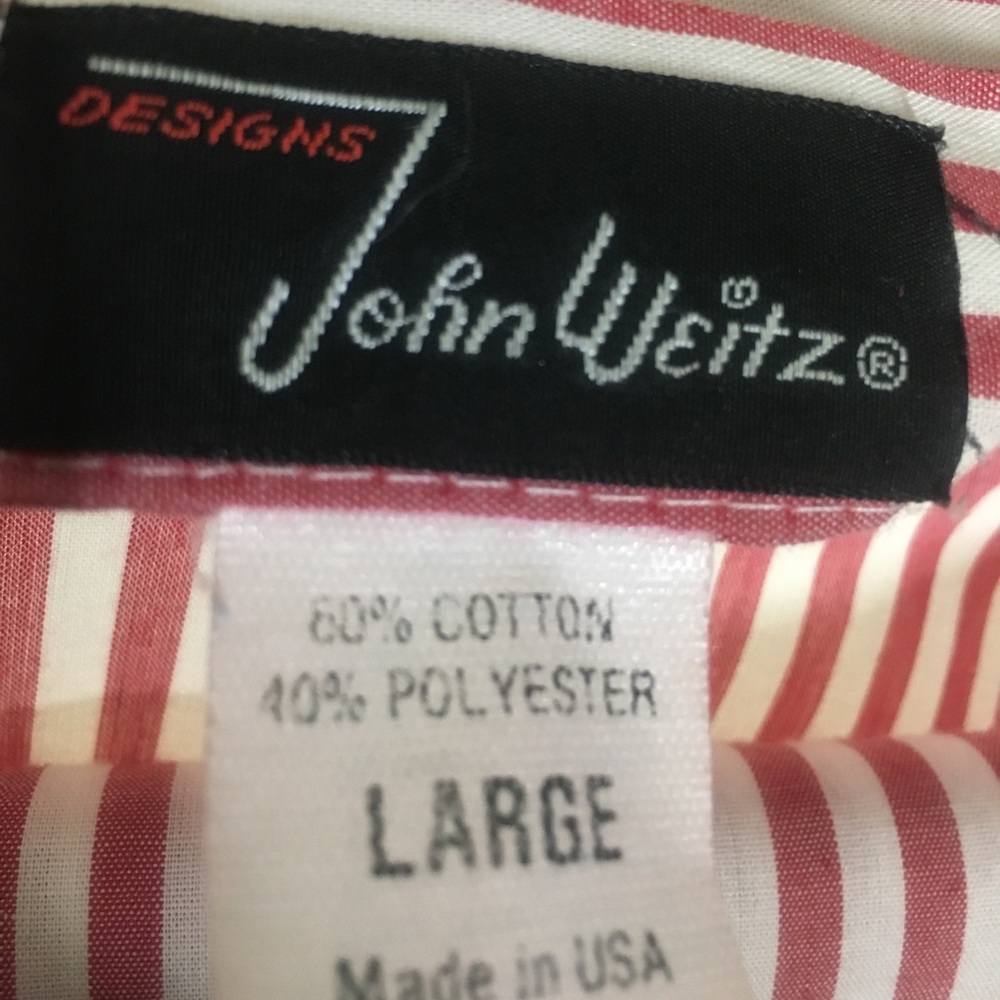 DESIGNS
John Weitz®
60% COTTON
40% POLYESTER
LARGE
Made in USA